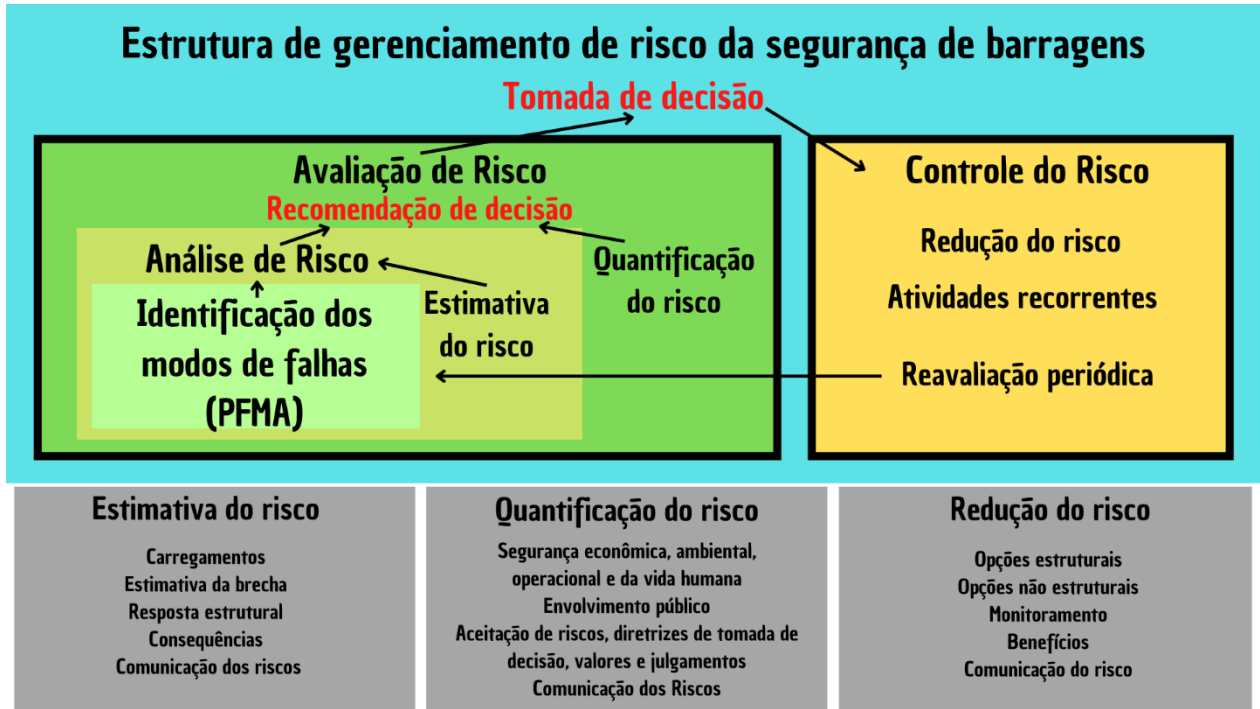 Estrutura de gerenciamento de risco da segurança de barragens
Tomada de decisão
Avaliação de Risco
Recomendação de decisão
Análise de Risco
Identificação dos
modos de falhas
(PFMA)
Estimativa
do risco
Quantificação
do risco
Controle do Risco
Redução do risco
Atividades recorrentes
Reavaliação periódica
Estimativa do risco
Carregamentos
Estimativa da brecha
Resposta estrutural
Consequências
Comunicação dos riscos
Quantificação do risco
Segurança econômica, ambiental,
operacional e da vida humana
Envolvimento público
Aceitação de riscos, diretrizes de tomada de
decisão, valores e julgamentos
Comunicação dos Riscos
Redução do risco
Opções estruturais
Opções não estruturais
Monitoramento
Benefícios
Comunicação do risco